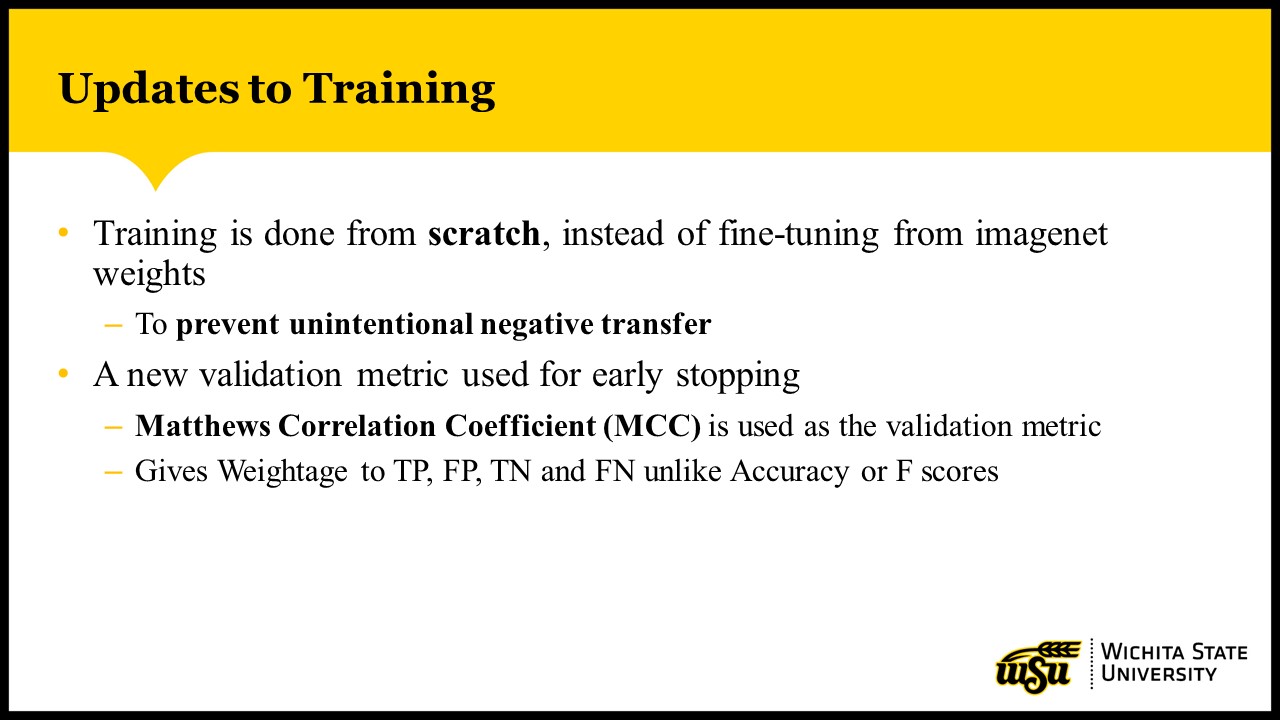 Updates to Training
• Training is done from scratch, instead of fine-tuning from imagenet
weights
– To prevent unintentional negative transfer
• A new validation metric used for early stopping
– Matthews Correlation Coefficient (MCC) is used as the validation metric
– Gives Weightage to TP, FP, TN and FN unlike Accuracy or F scores
wsu
WICHITA STATE
UNIVERSITY